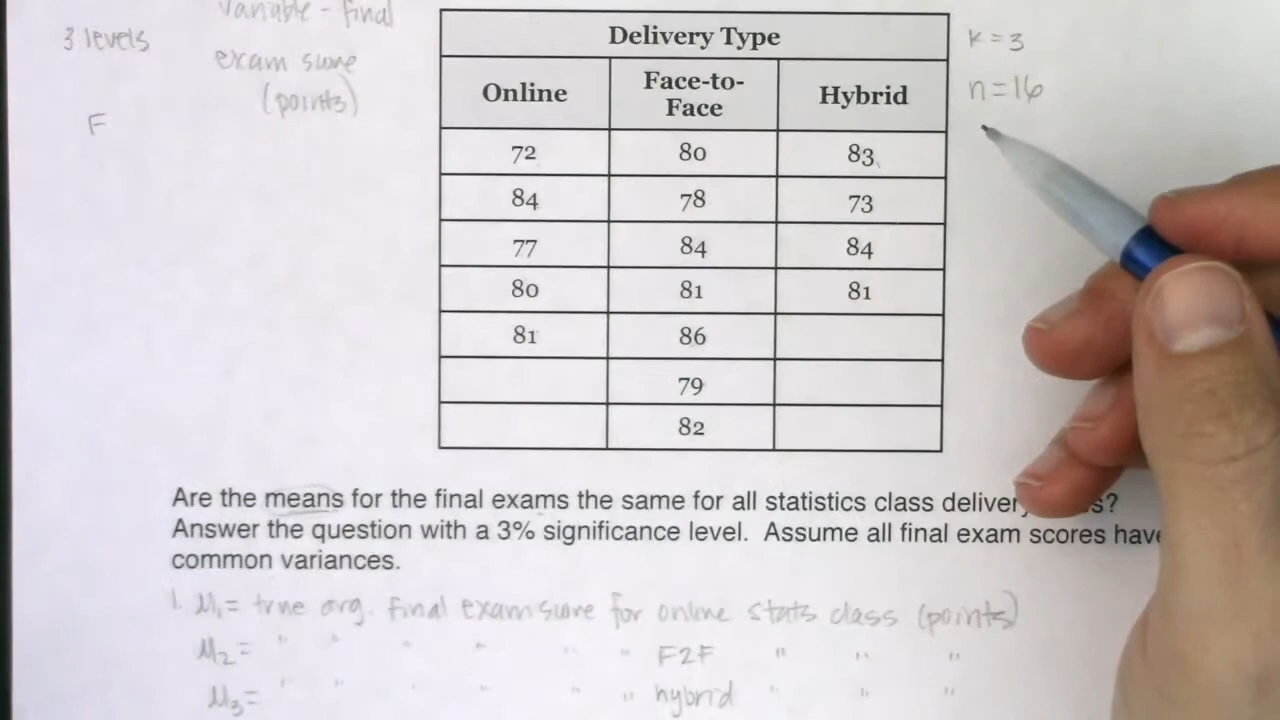 variable - final
3 levels
exam score
(points)
F
Delivery Type
Online Face-to-Face Hybrid
72 80 83
84 78 73
77 84 84
80 81 81
81 86
79
82
K = 3
n = 16
Are the means for the final exams the same for all statistics class delivery s?
Answer the question with a 3% significance level. Assume all final exam scores have
common variances.
1. μ₁ = true avg. final exam score for online stats class (points)
μ₂ = " " " " " " F2F " " "
μ₃ = " " " " " " hybrid " " "